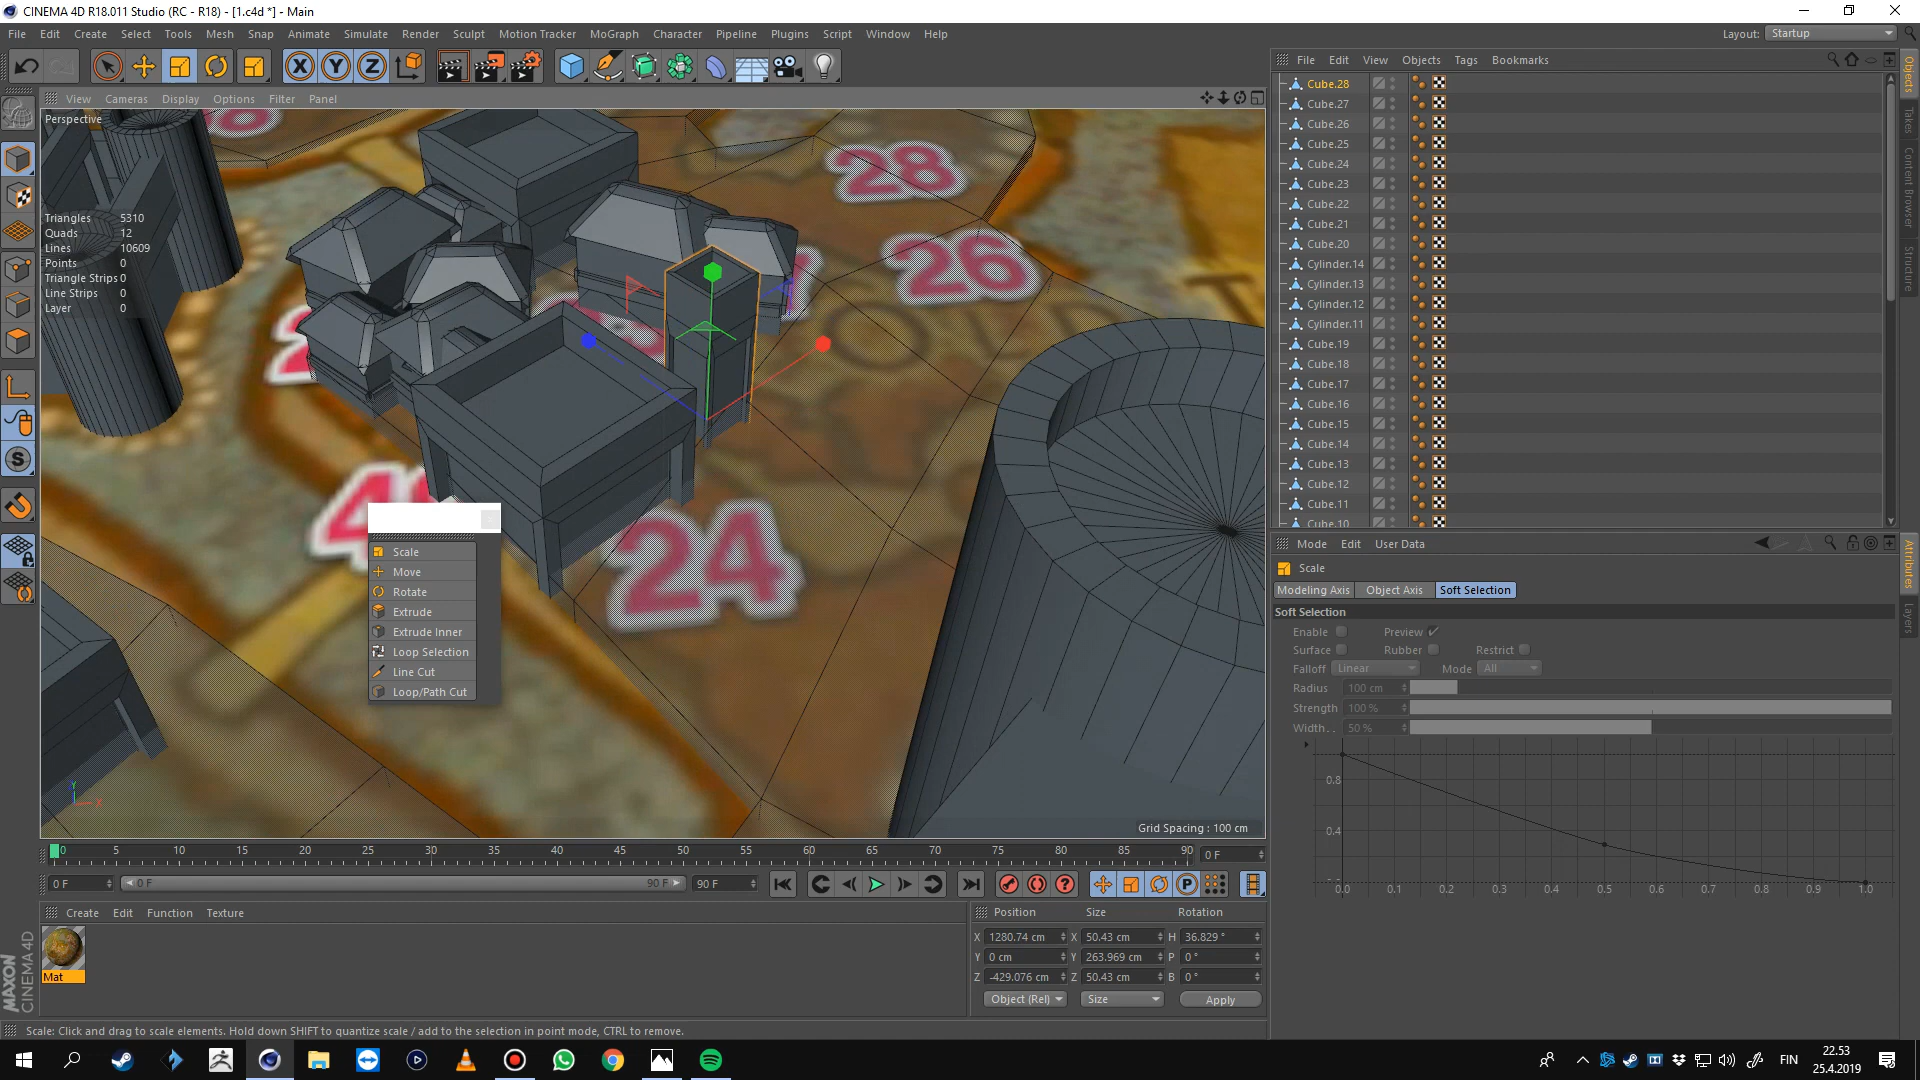 CINEMA 4D R18.011 Studio (RC - R18) - [1.c4d *] - Main
File Edit Create Select Tools Mesh Snap Animate Simulate Render Sculpt Motion Tracker MoGraph Character Pipeline Plugins Script Window Help
Layout: Startup
File Edit View Objects Tags Bookmarks
View Cameras Display Options Filter Panel
Perspective
Triangles 5310
Quads 12
Lines 10609
Points 0
Triangle Strips 0
Line Strips 0
Layer 0
28
26
24
Y
X
Scale
Move
Rotate
Extrude
Extrude Inner
Loop Selection
Line Cut
Loop/Path Cut
Grid Spacing : 100 cm
Cube.28
Cube.27
Cube.26
Cube.25
Cube.24
Cube.23
Cube.22
Cube.21
Cube.20
Cylinder.14
Cylinder.13
Cylinder.12
Cylinder.11
Cube.19
Cube.18
Cube.17
Cube.16
Cube.15
Cube.14
Cube.13
Cube.12
Cube.11
Cube.10
Objects
Takes
Content Browser
Structure
Mode Edit User Data
Scale
Modeling Axis Object Axis Soft Selection
Soft Selection
Enable Preview
Surface Rubber Restrict
Falloff Linear Mode All
Radius 100 cm
Strength 100 %
Width. . 50 %
0.8
0.4
0.0 0.1 0.2 0.3 0.4 0.5 0.6 0.7 0.8 0.9 1.0
Attributes
Layers
0 5 10 15 20 25 30 35 40 45 50 55 60 65 70 75 80 85 90 0 F
0 F 0 F 90 F 90 F
Create Edit Function Texture
Mat
MAXON
CINEMA 4D
Position Size Rotation
X 1280.74 cm X 50.43 cm H 36.829 °
Y 0 cm Y 263.969 cm P 0 °
Z -429.076 cm Z 50.43 cm B 0 °
Object (Rel) Size Apply
Scale: Click and drag to scale elements. Hold down SHIFT to quantize scale / add to the selection in point mode, CTRL to remove.
FIN
22.53
25.4.2019